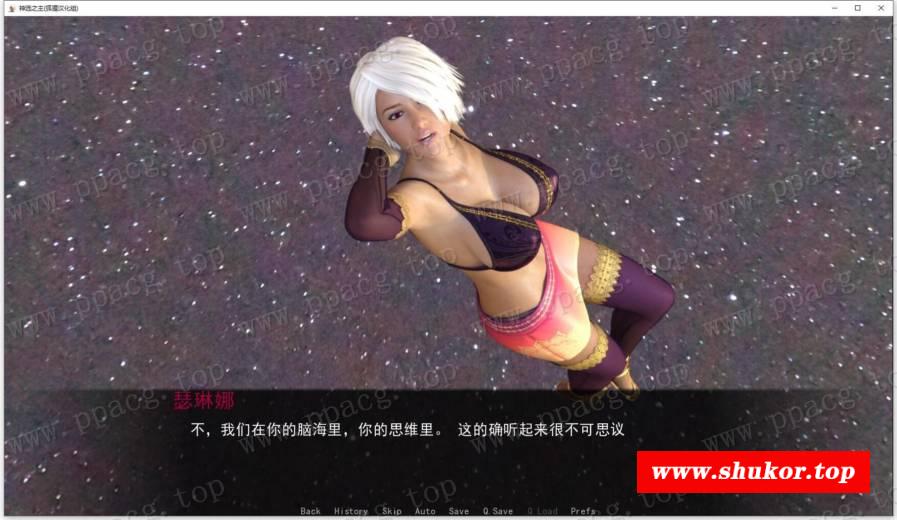 神选之主(狐狸汉化组)
www.ppacg.top
瑟琳娜
不，我们在你的脑海里，你的思维里。 这的确听起来很不可思议
www.shukor.top
Back History Skip Auto Save Q.Save Q.Load Prefs